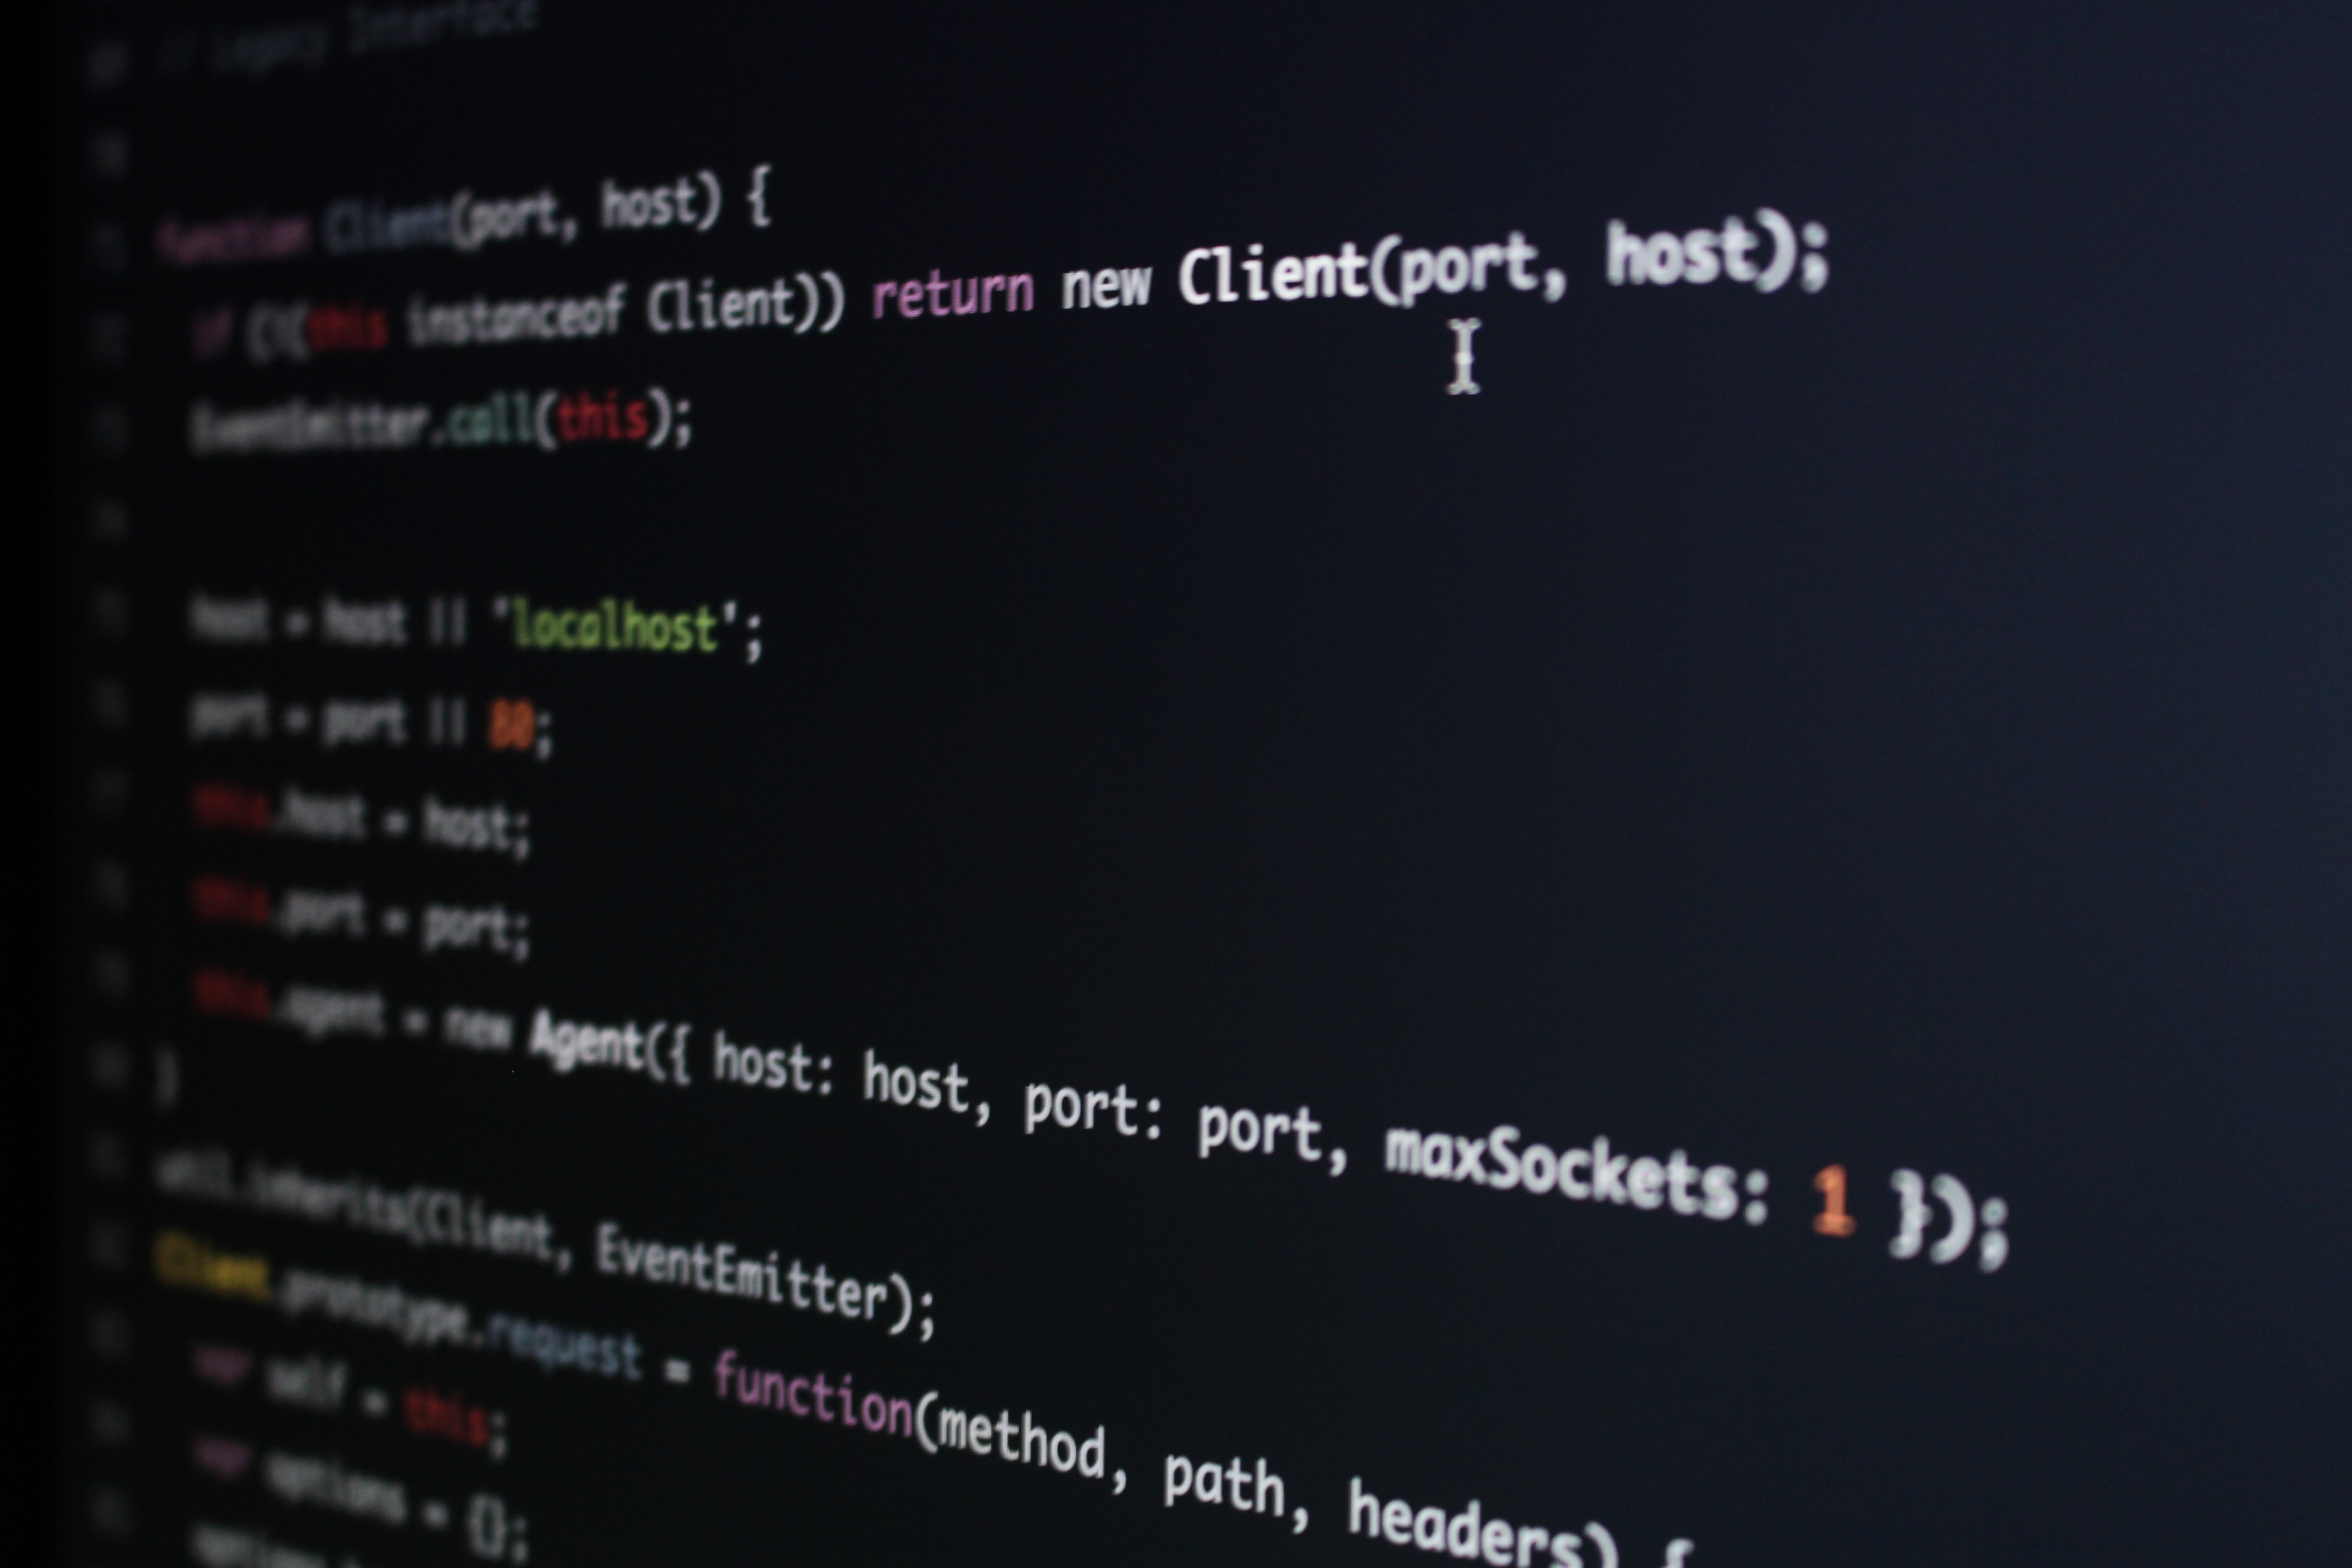 // Legacy Interface
function Client(port, host) {
if (!(this instanceof Client)) return new Client(port, host);
EventEmitter.call(this);
host = host || 'localhost';
port = port || 80;
this.host = host;
this.port = port;
this.agent = new Agent({ host: host, port: port, maxSockets: 1 });
}
util.inherits(Client, EventEmitter);
Client.prototype.request = function(method, path, headers) {
var self = this;
var options = {};